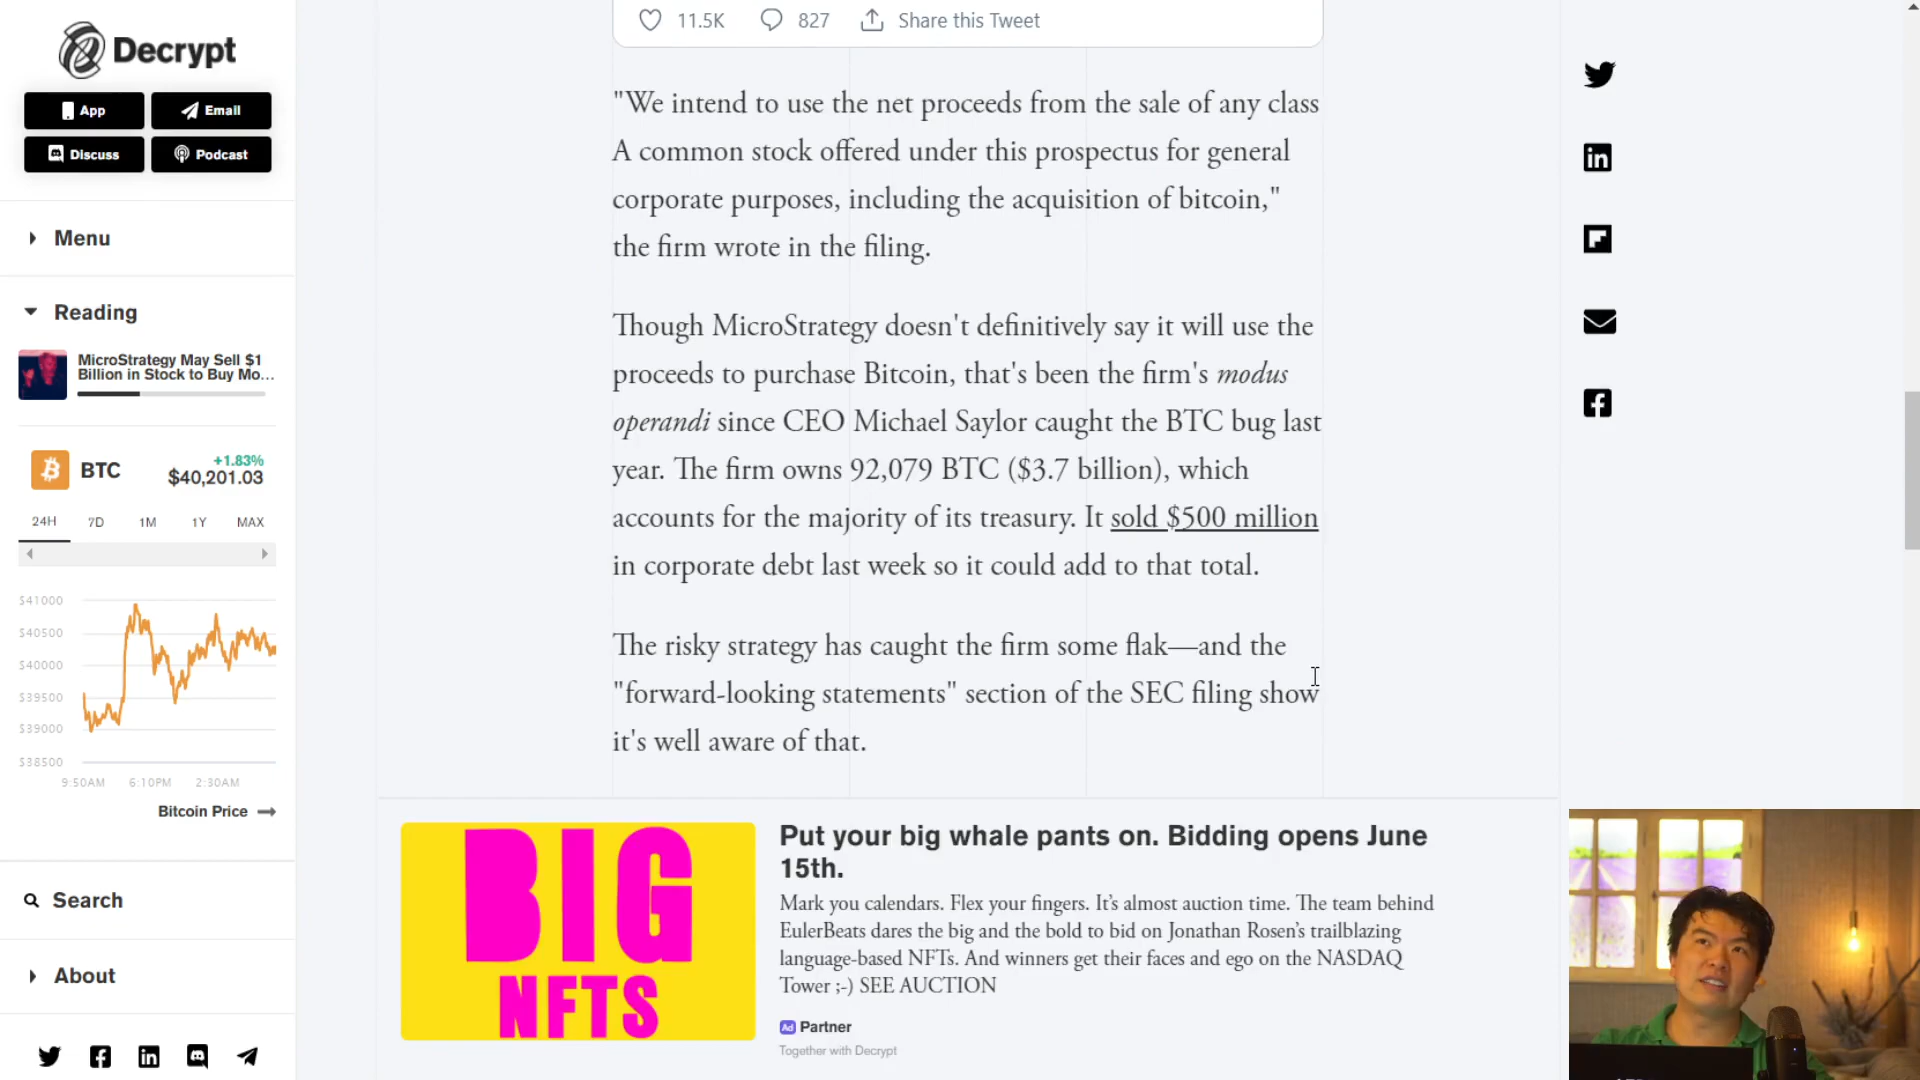 Decrypt
App
Email
Discuss
Podcast
Menu
Reading
MicroStrategy May Sell $1
Billion in Stock to Buy Mo...
BTC
+1.83%
$40,201.03
24H 7D 1M 1Y MAX
$41000
$40500
$40000
$39500
$39000
$38500
9:50AM 6:10PM 2:30AM
Bitcoin Price
Search
About
11.5K 827 Share this Tweet
"We intend to use the net proceeds from the sale of any class
A common stock offered under this prospectus for general
corporate purposes, including the acquisition of bitcoin,"
the firm wrote in the filing.
Though MicroStrategy doesn't definitively say it will use the
proceeds to purchase Bitcoin, that's been the firm's modus
operandi since CEO Michael Saylor caught the BTC bug last
year. The firm owns 92,079 BTC ($3.7 billion), which
accounts for the majority of its treasury. It sold $500 million
in corporate debt last week so it could add to that total.
The risky strategy has caught the firm some flak—and the
"forward-looking statements" section of the SEC filing show
it's well aware of that.
BIG
NFTS
Put your big whale pants on. Bidding opens June
15th.
Mark you calendars. Flex your fingers. It's almost auction time. The team behind
EulerBeats dares the big and the bold to bid on Jonathan Rosen's trailblazing
language-based NFTs. And winners get their faces and ego on the NASDAQ
Tower ;-) SEE AUCTION
Ad Partner
Together with Decrypt